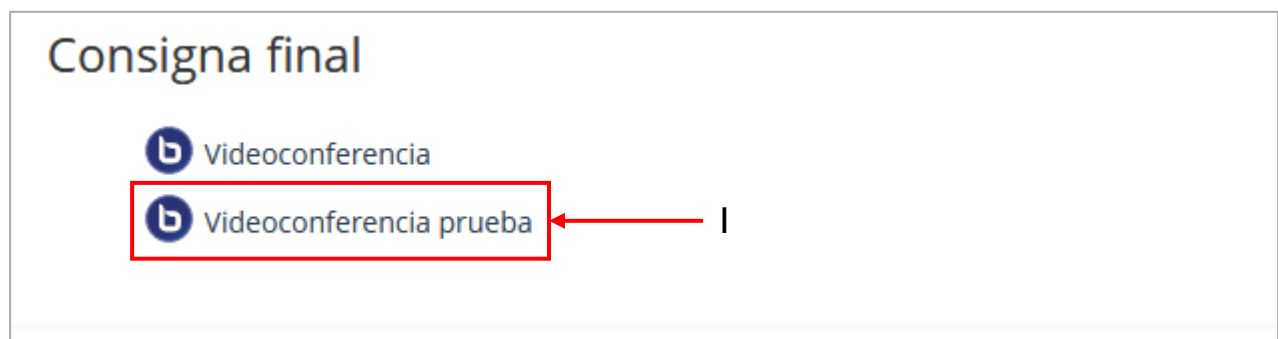 Consigna final
b Videoconferencia
b Videoconferencia prueba
I